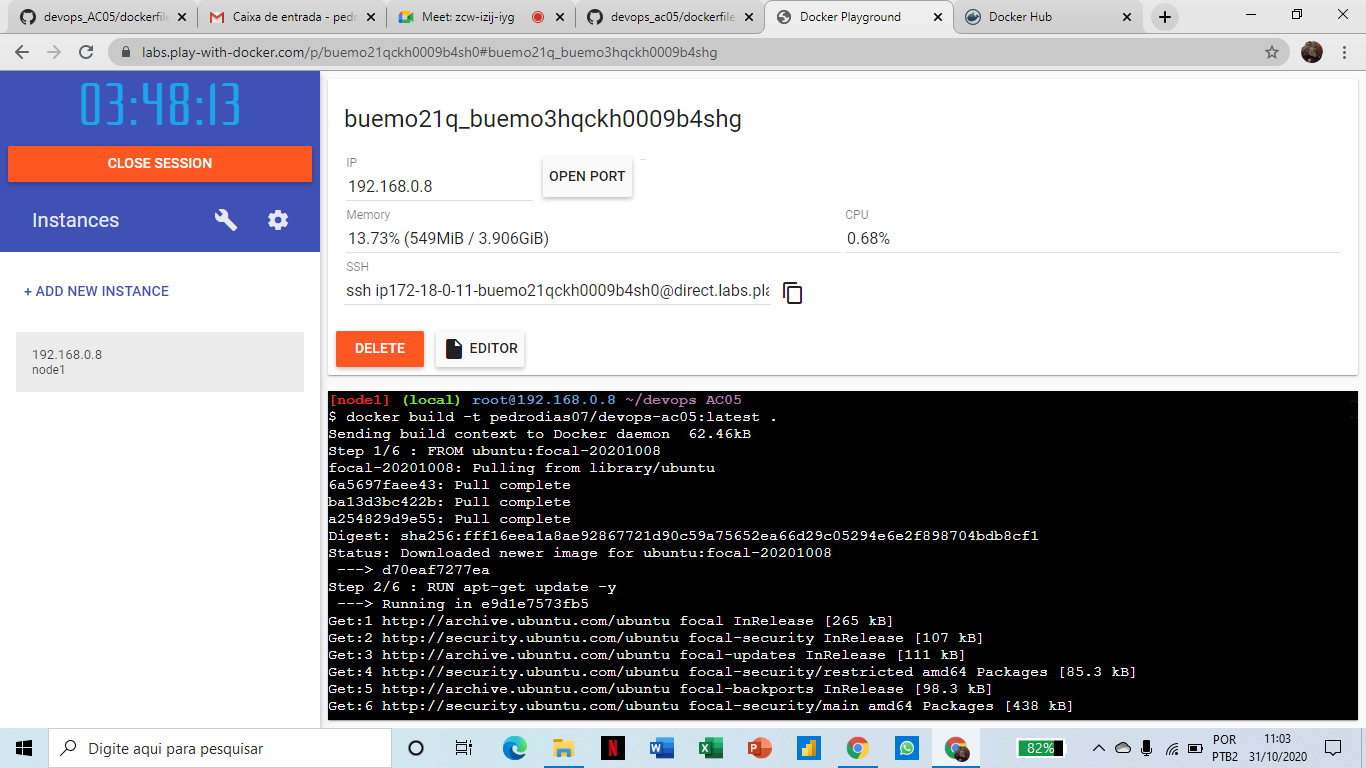 devops_AC05/dockerfile
Caixa de entrada - pedr
Meet: zcw-izij-iyg
devops_ac05/dockerfile
Docker Playground
Docker Hub
labs.play-with-docker.com/p/buemo21qckh0009b4sh0#buemo21q_buemo3hqckh0009b4shg
03:48:13
CLOSE SESSION
Instances
+ ADD NEW INSTANCE
192.168.0.8
node1
buemo21q_buemo3hqckh0009b4shg
IP
192.168.0.8
OPEN PORT
Memory
13.73% (549MiB / 3.906GiB)
CPU
0.68%
SSH
ssh ip172-18-0-11-buemo21qckh0009b4sh0@direct.labs.pla
DELETE
EDITOR
[node1] (local) root@192.168.0.8 ~/devops_AC05
$ docker build -t pedrodias07/devops-ac05:latest .
Sending build context to Docker daemon  62.46kB
Step 1/6 : FROM ubuntu:focal-20201008
focal-20201008: Pulling from library/ubuntu
6a5697faee43: Pull complete
ba13d3bc422b: Pull complete
a254829d9e55: Pull complete
Digest: sha256:fff16eea1a8ae92867721d90c59a75652ea66d29c05294e6e2f898704bdb8cf1
Status: Downloaded newer image for ubuntu:focal-20201008
 ---> d70eaf7277ea
Step 2/6 : RUN apt-get update -y
 ---> Running in e9d1e7573fb5
Get:1 http://archive.ubuntu.com/ubuntu focal InRelease [265 kB]
Get:2 http://security.ubuntu.com/ubuntu focal-security InRelease [107 kB]
Get:3 http://archive.ubuntu.com/ubuntu focal-updates InRelease [111 kB]
Get:4 http://security.ubuntu.com/ubuntu focal-security/restricted amd64 Packages [85.3 kB]
Get:5 http://archive.ubuntu.com/ubuntu focal-backports InRelease [98.3 kB]
Get:6 http://security.ubuntu.com/ubuntu focal-security/main amd64 Packages [438 kB]
Digite aqui para pesquisar
82%
POR
PTB2
11:03
31/10/2020